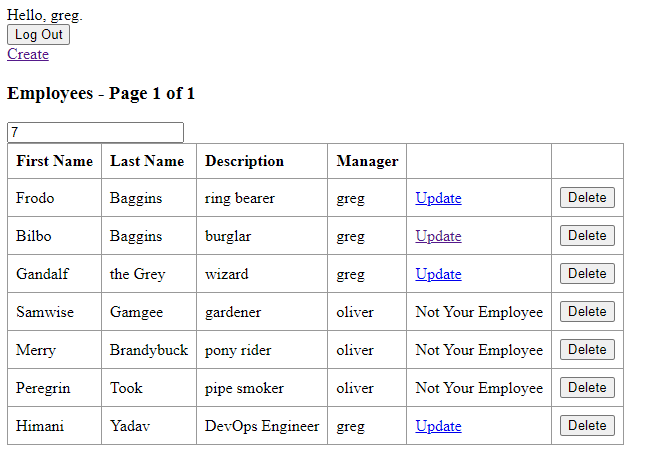 Hello, greg.
Log Out
Create
Employees - Page 1 of 1
7
First Name Last Name Description Manager
Frodo Baggins ring bearer greg Update Delete
Bilbo Baggins burglar greg Update Delete
Gandalf the Grey wizard greg Update Delete
Samwise Gamgee gardener oliver Not Your Employee Delete
Merry Brandybuck pony rider oliver Not Your Employee Delete
Peregrin Took pipe smoker oliver Not Your Employee Delete
Himani Yadav DevOps Engineer greg Update Delete